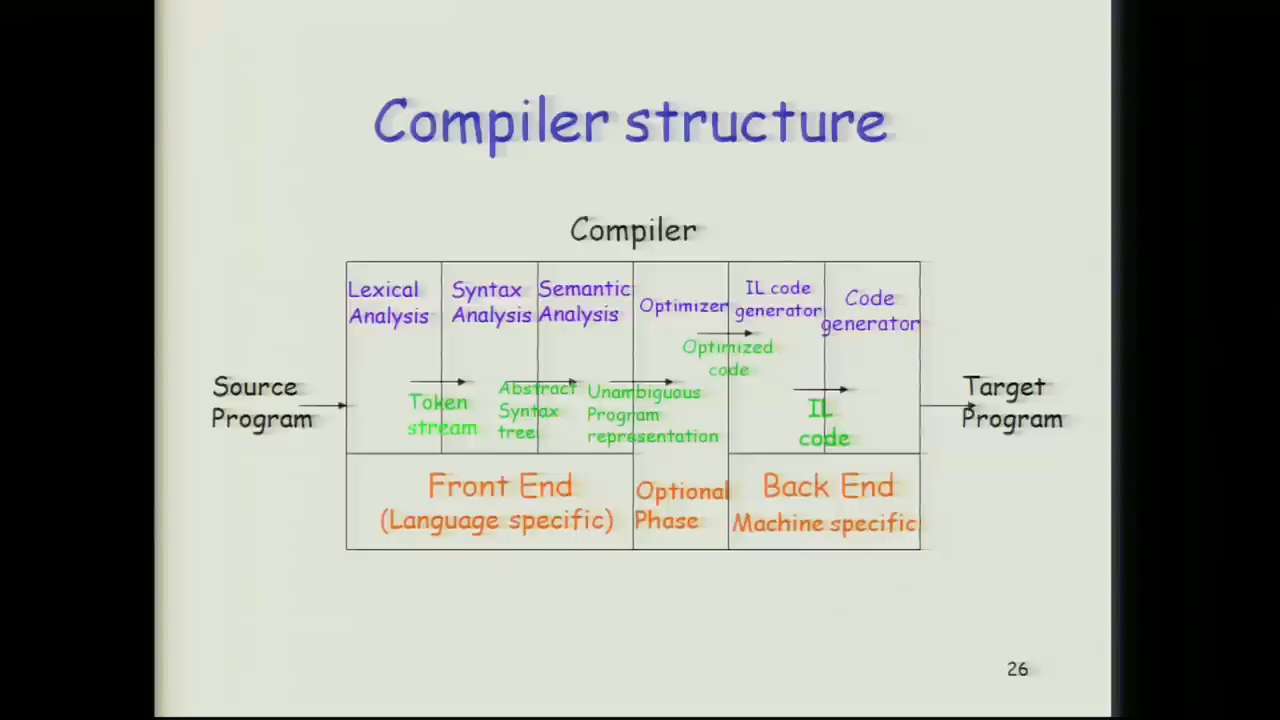 Compiler structure
Compiler
Lexical
Analysis
Syntax
Analysis
Semantic
Analysis
Optimizer
IL code
generator
Code
generator
Optimized
code
Source
Program
Token
stream
Abstract
Syntax
tree
Unambiguous
Program
representation
IL
code
Target
Program
Front End
(Language specific)
Optional
Phase
Back End
Machine specific
26